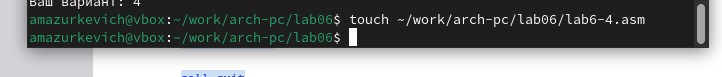 Ваш вариант: 4
amazurkevich@vbox:~/work/arch-pc/lab06$ touch ~/work/arch-pc/lab06/lab6-4.asm
amazurkevich@vbox:~/work/arch-pc/lab06$
call quit